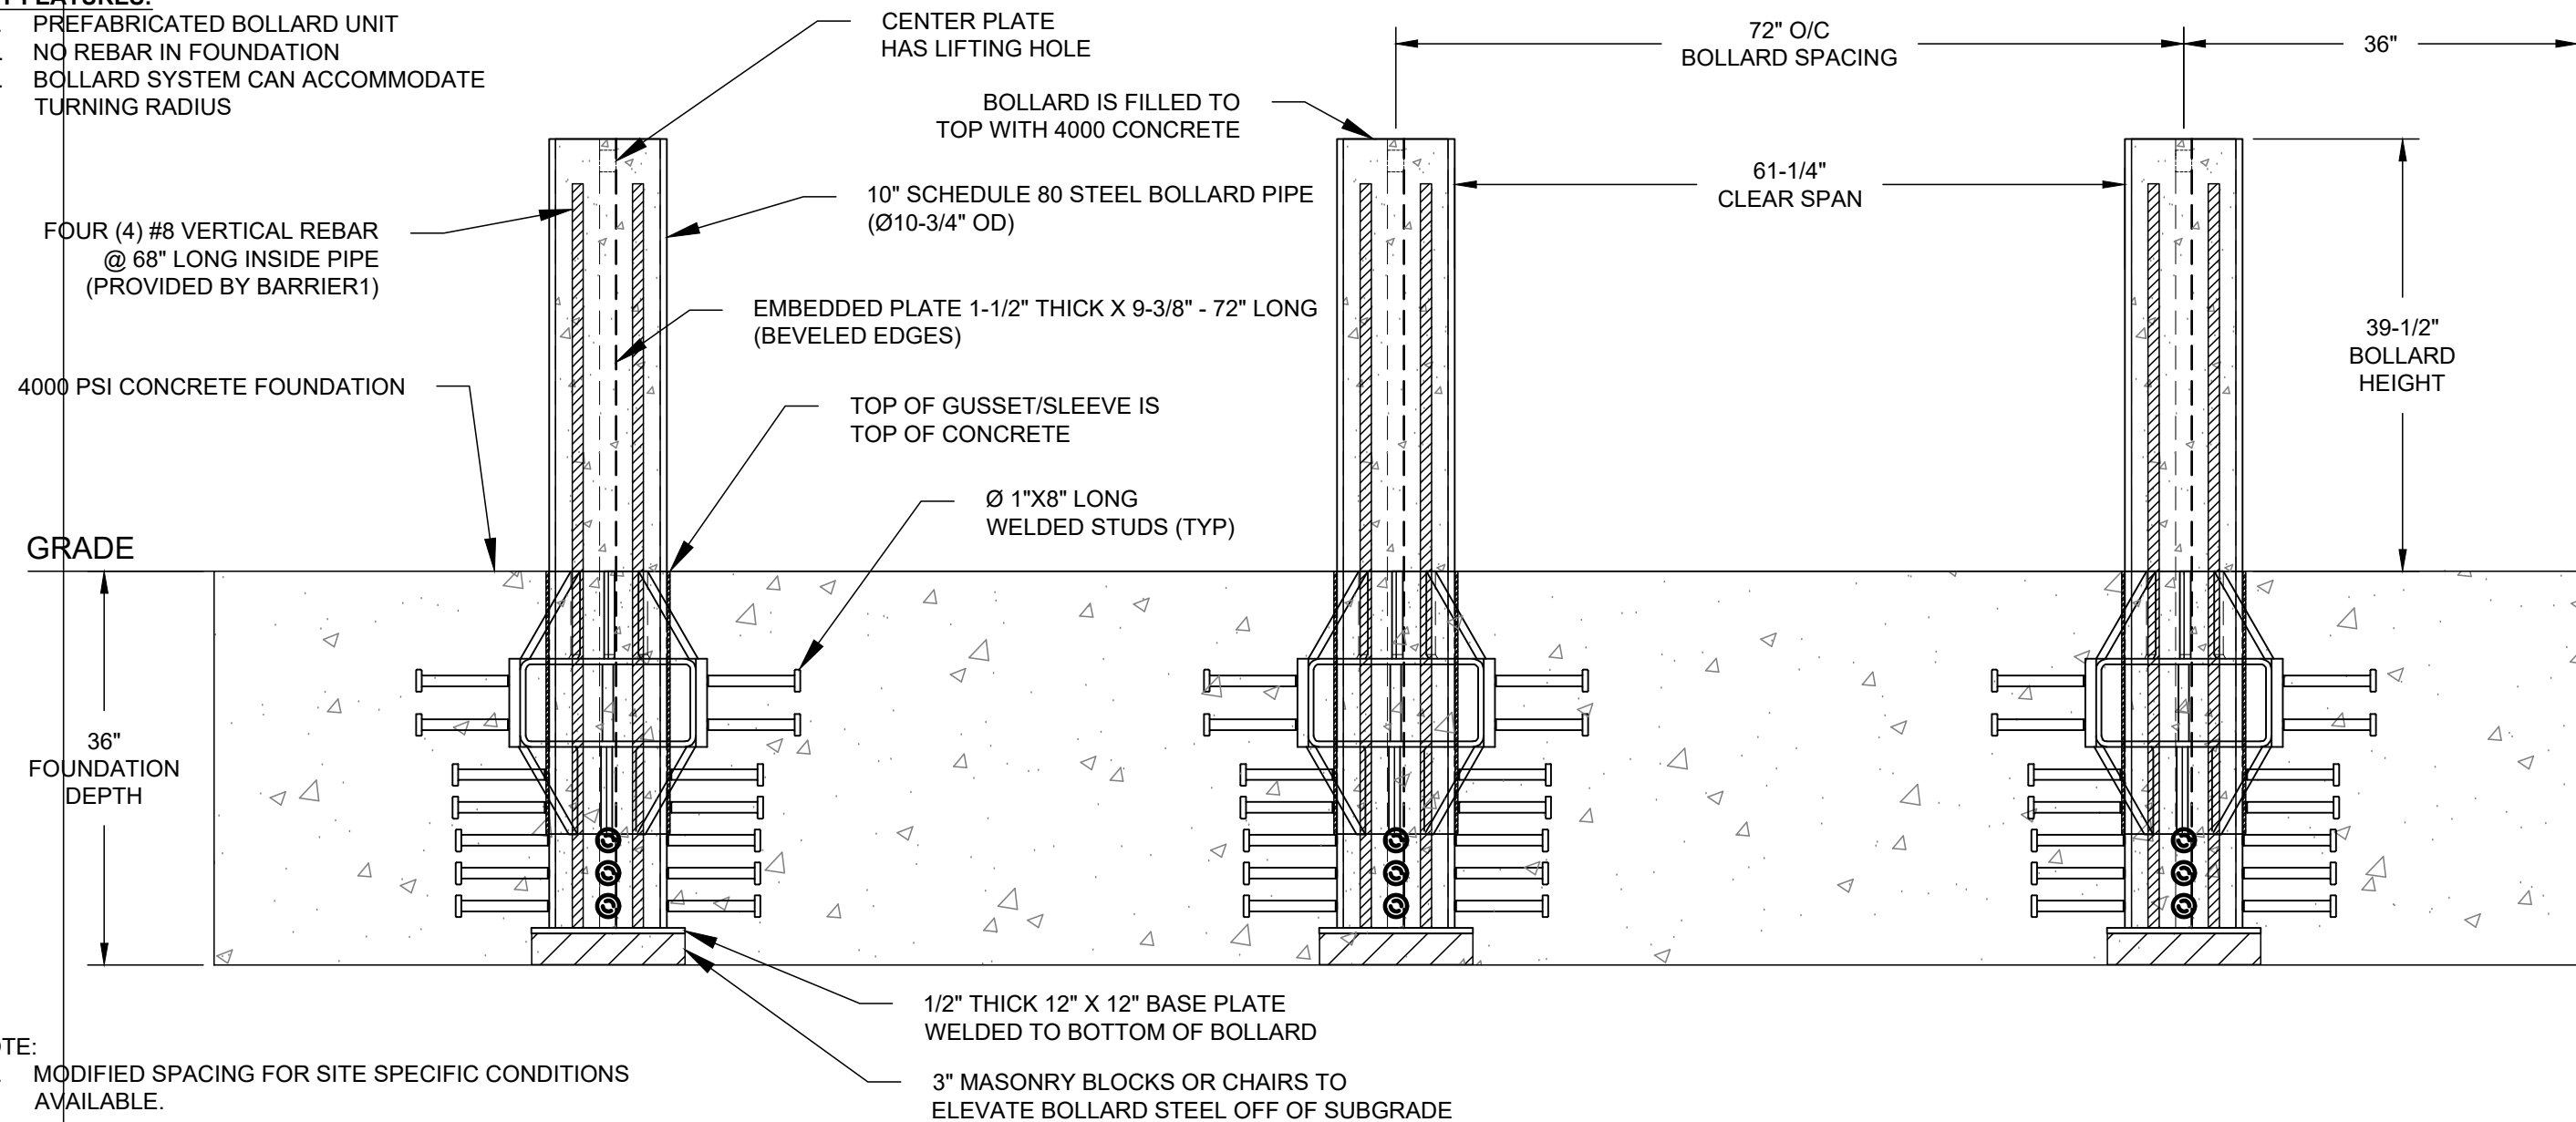 FEATURES:
PREFABRICATED BOLLARD UNIT
NO REBAR IN FOUNDATION
BOLLARD SYSTEM CAN ACCOMMODATE
TURNING RADIUS
CENTER PLATE
HAS LIFTING HOLE
72" O/C
BOLLARD SPACING
36"
BOLLARD IS FILLED TO
TOP WITH 4000 CONCRETE
61-1/4"
CLEAR SPAN
10" SCHEDULE 80 STEEL BOLLARD PIPE
(Ø10-3/4" OD)
FOUR (4) #8 VERTICAL REBAR
@ 68" LONG INSIDE PIPE
(PROVIDED BY BARRIER1)
EMBEDDED PLATE 1-1/2" THICK X 9-3/8" - 72" LONG
(BEVELED EDGES)
39-1/2"
BOLLARD
HEIGHT
4000 PSI CONCRETE FOUNDATION
TOP OF GUSSET/SLEEVE IS
TOP OF CONCRETE
Ø 1"X8" LONG
WELDED STUDS (TYP)
GRADE
36"
FOUNDATION
DEPTH
1/2" THICK 12" X 12" BASE PLATE
WELDED TO BOTTOM OF BOLLARD
3" MASONRY BLOCKS OR CHAIRS TO
ELEVATE BOLLARD STEEL OFF OF SUBGRADE
OTE:
MODIFIED SPACING FOR SITE SPECIFIC CONDITIONS
AVAILABLE.